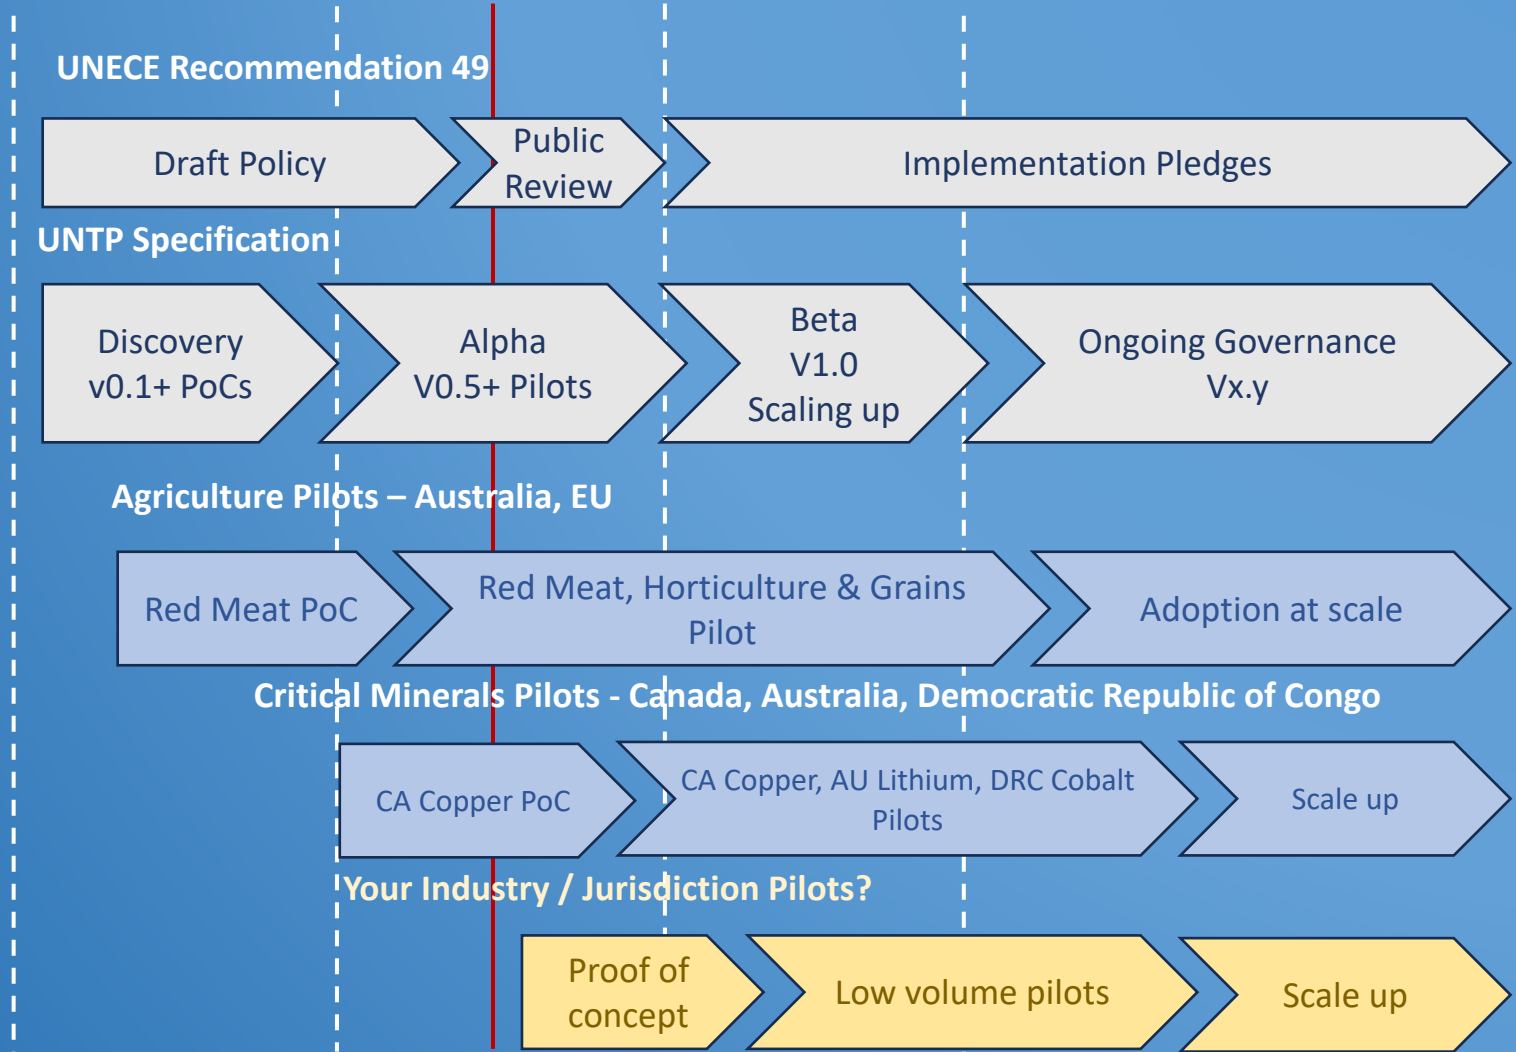 UNECE Recommendation 49
Draft Policy
Public
Review
Implementation Pledges
UNTP Specification
Discovery
v0.1+ PoCs
Alpha
V0.5+ Pilots
Beta
V1.0
Scaling up
Ongoing Governance
Vx.y
Agriculture Pilots – Australia, EU
Red Meat PoC
Red Meat, Horticulture & Grains
Pilot
Adoption at scale
Critical Minerals Pilots - Canada, Australia, Democratic Republic of Congo
CA Copper PoC
CA Copper, AU Lithium, DRC Cobalt
Pilots
Scale up
Your Industry / Jurisdiction Pilots?
Proof of
concept
Low volume pilots
Scale up